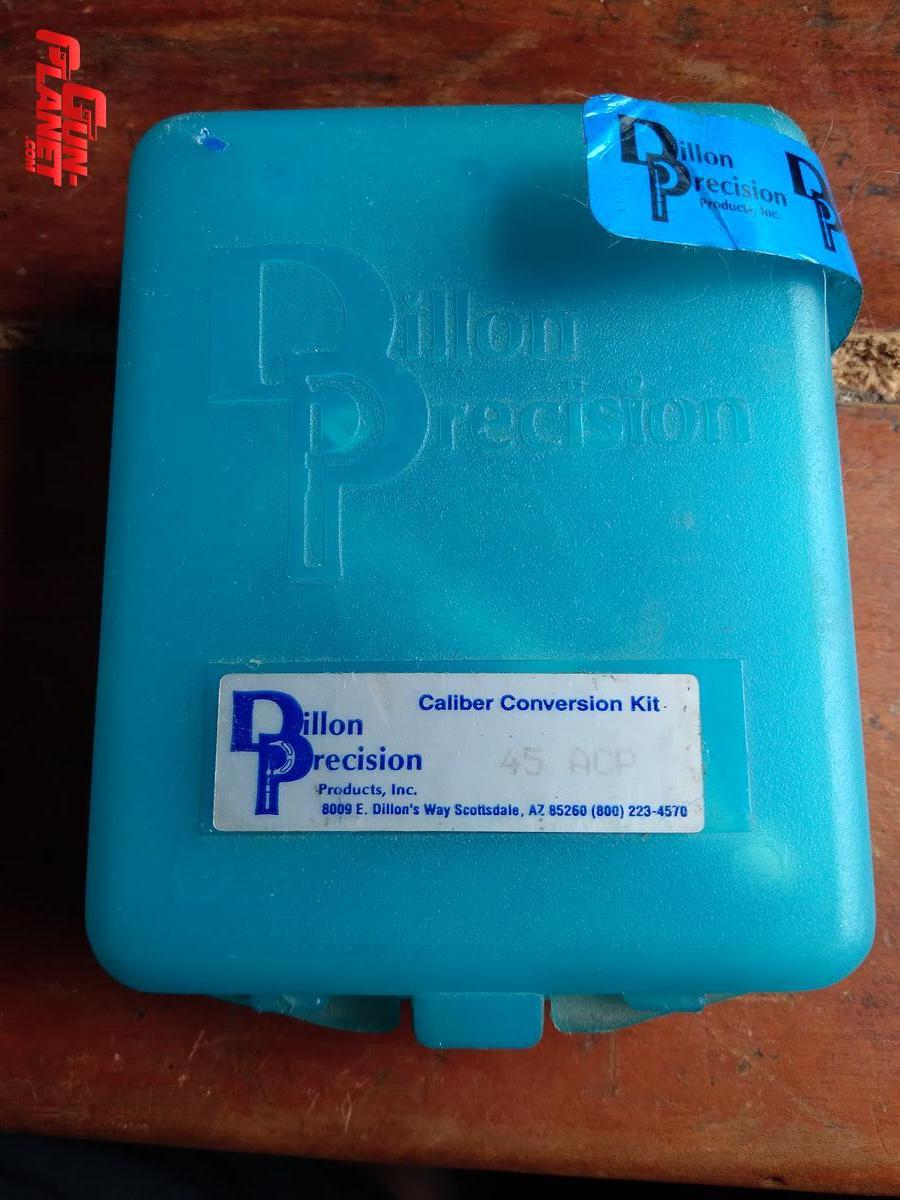 GUN-
PLANET
.COM
Dillon
Precision
Products, Inc.
Dillon
Precision
Caliber Conversion Kit
Dillon
Precision
45 ACP
Products, Inc.
8009 E. Dillon's Way Scottsdale, AZ 85260 (800) 223-4570